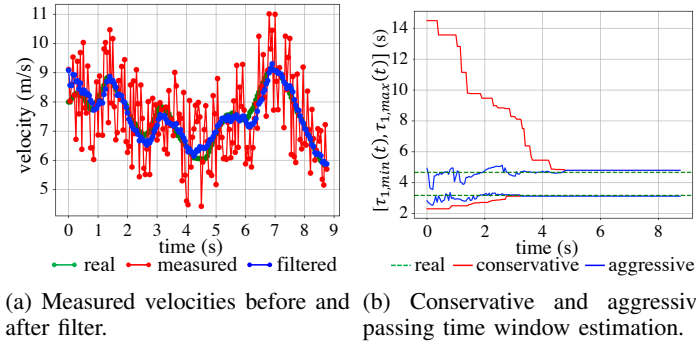 11
10
9
8
7
6
5
velocity (m/s)
0 1 2 3 4 5 6 7 8 9
time (s)
real measured filtered
(a) Measured velocities before and
after filter.
14
12
10
8
6
4
2
[τ1,min(t), τ1,max(t)] (s)
0 2 4 6 8
time (s)
real conservative aggressive
(b) Conservative and aggressiv
passing time window estimation.